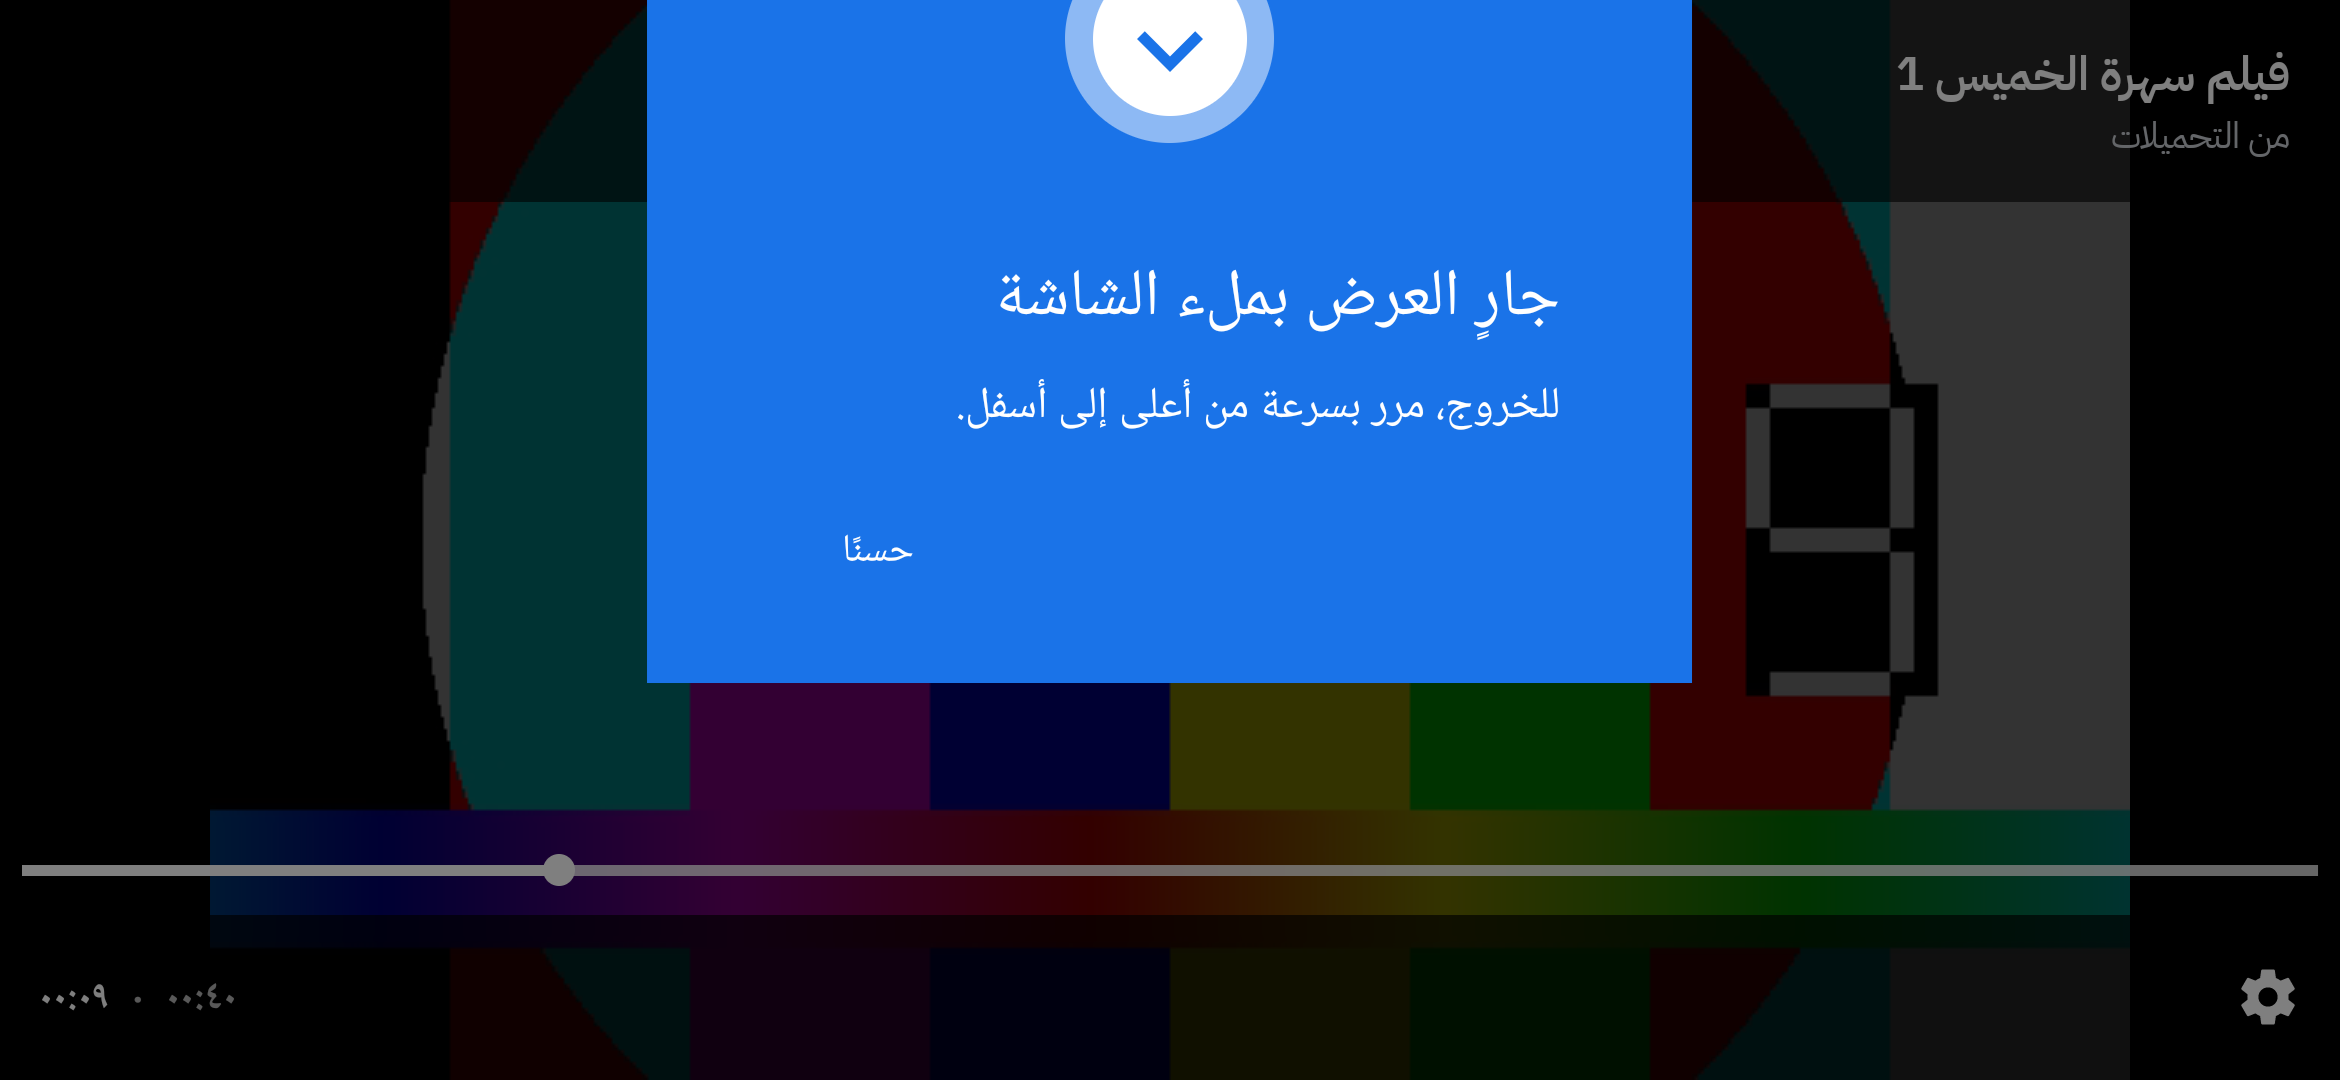 فيلم سهرة الخميس 1
من التحميلات
جارٍ العرض بملء الشاشة
للخروج، مرر بسرعة من أعلى إلى أسفل.
حسنًا
9
٠٠:٠٩ • ٠٠:٤٠